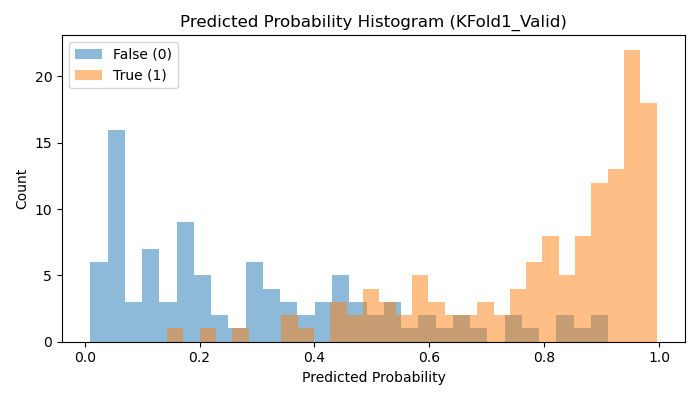 Predicted Probability Histogram (KFold1_Valid)
False (0)
True (1)
Count
20
15
10
5
0
0.0 0.2 0.4 0.6 0.8 1.0
Predicted Probability